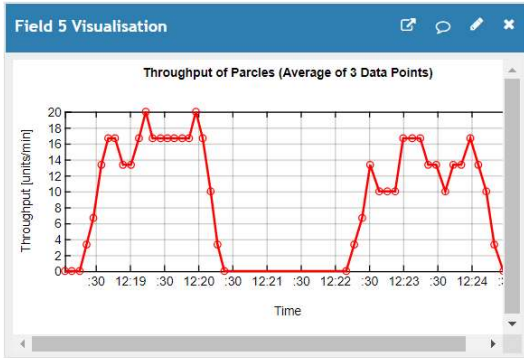 Field 5 Visualisation
Throughput of Parcles (Average of 3 Data Points)
Throughput [units/min]
20
18
16
14
12
10
8
6
4
2
0
:30 12:19 :30 12:20 :30 12:21 :30 12:22 :30 12:23 :30 12:24 :
Time